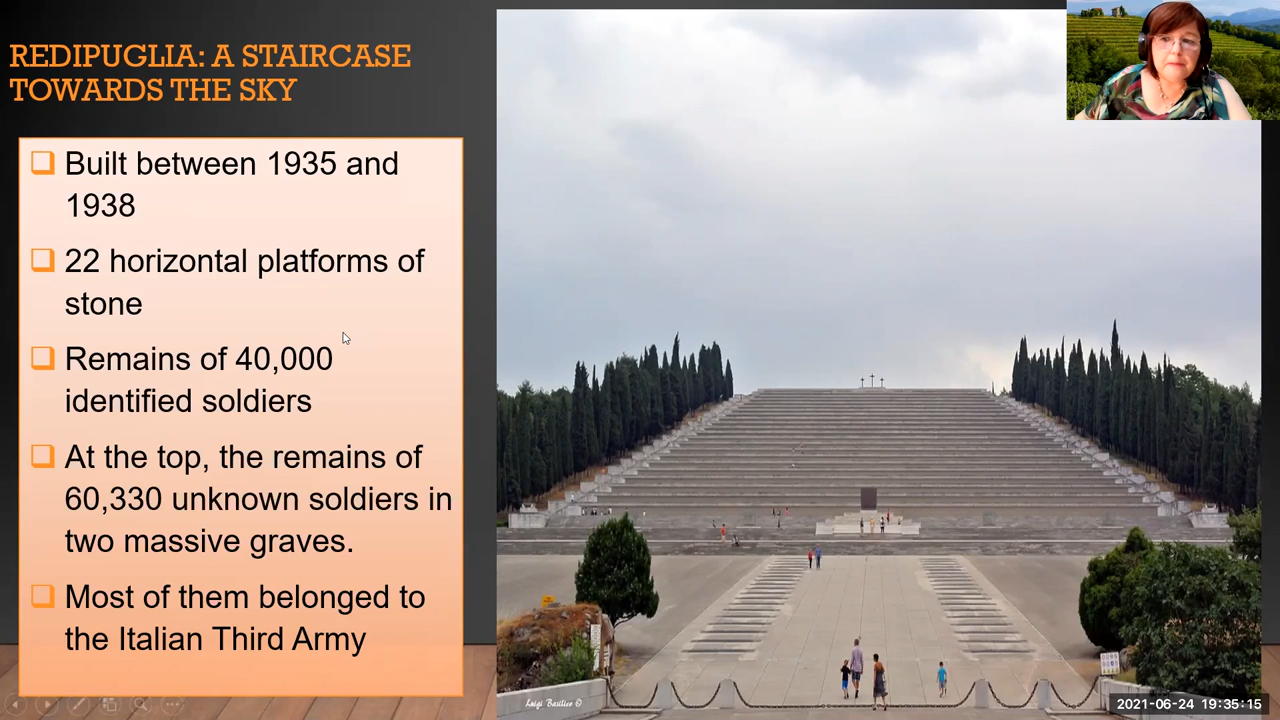 REDIPUGLIA: A STAIRCASE
TOWARDS THE SKY
Built between 1935 and
1938
22 horizontal platforms of
stone
Remains of 40,000
identified soldiers
At the top, the remains of
60,330 unknown soldiers in
two massive graves.
Most of them belonged to
the Italian Third Army
Luigi Basilico ©
2021-06-24 19:35:15